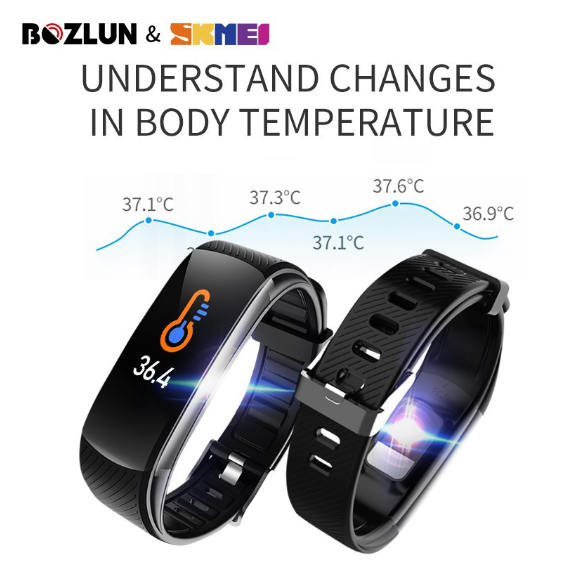 BOZLUN & SKMEI
UNDERSTAND CHANGES
IN BODY TEMPERATURE
37.6°C
37.3°C
37.1°C
36.9°C
37.1°C
36.4